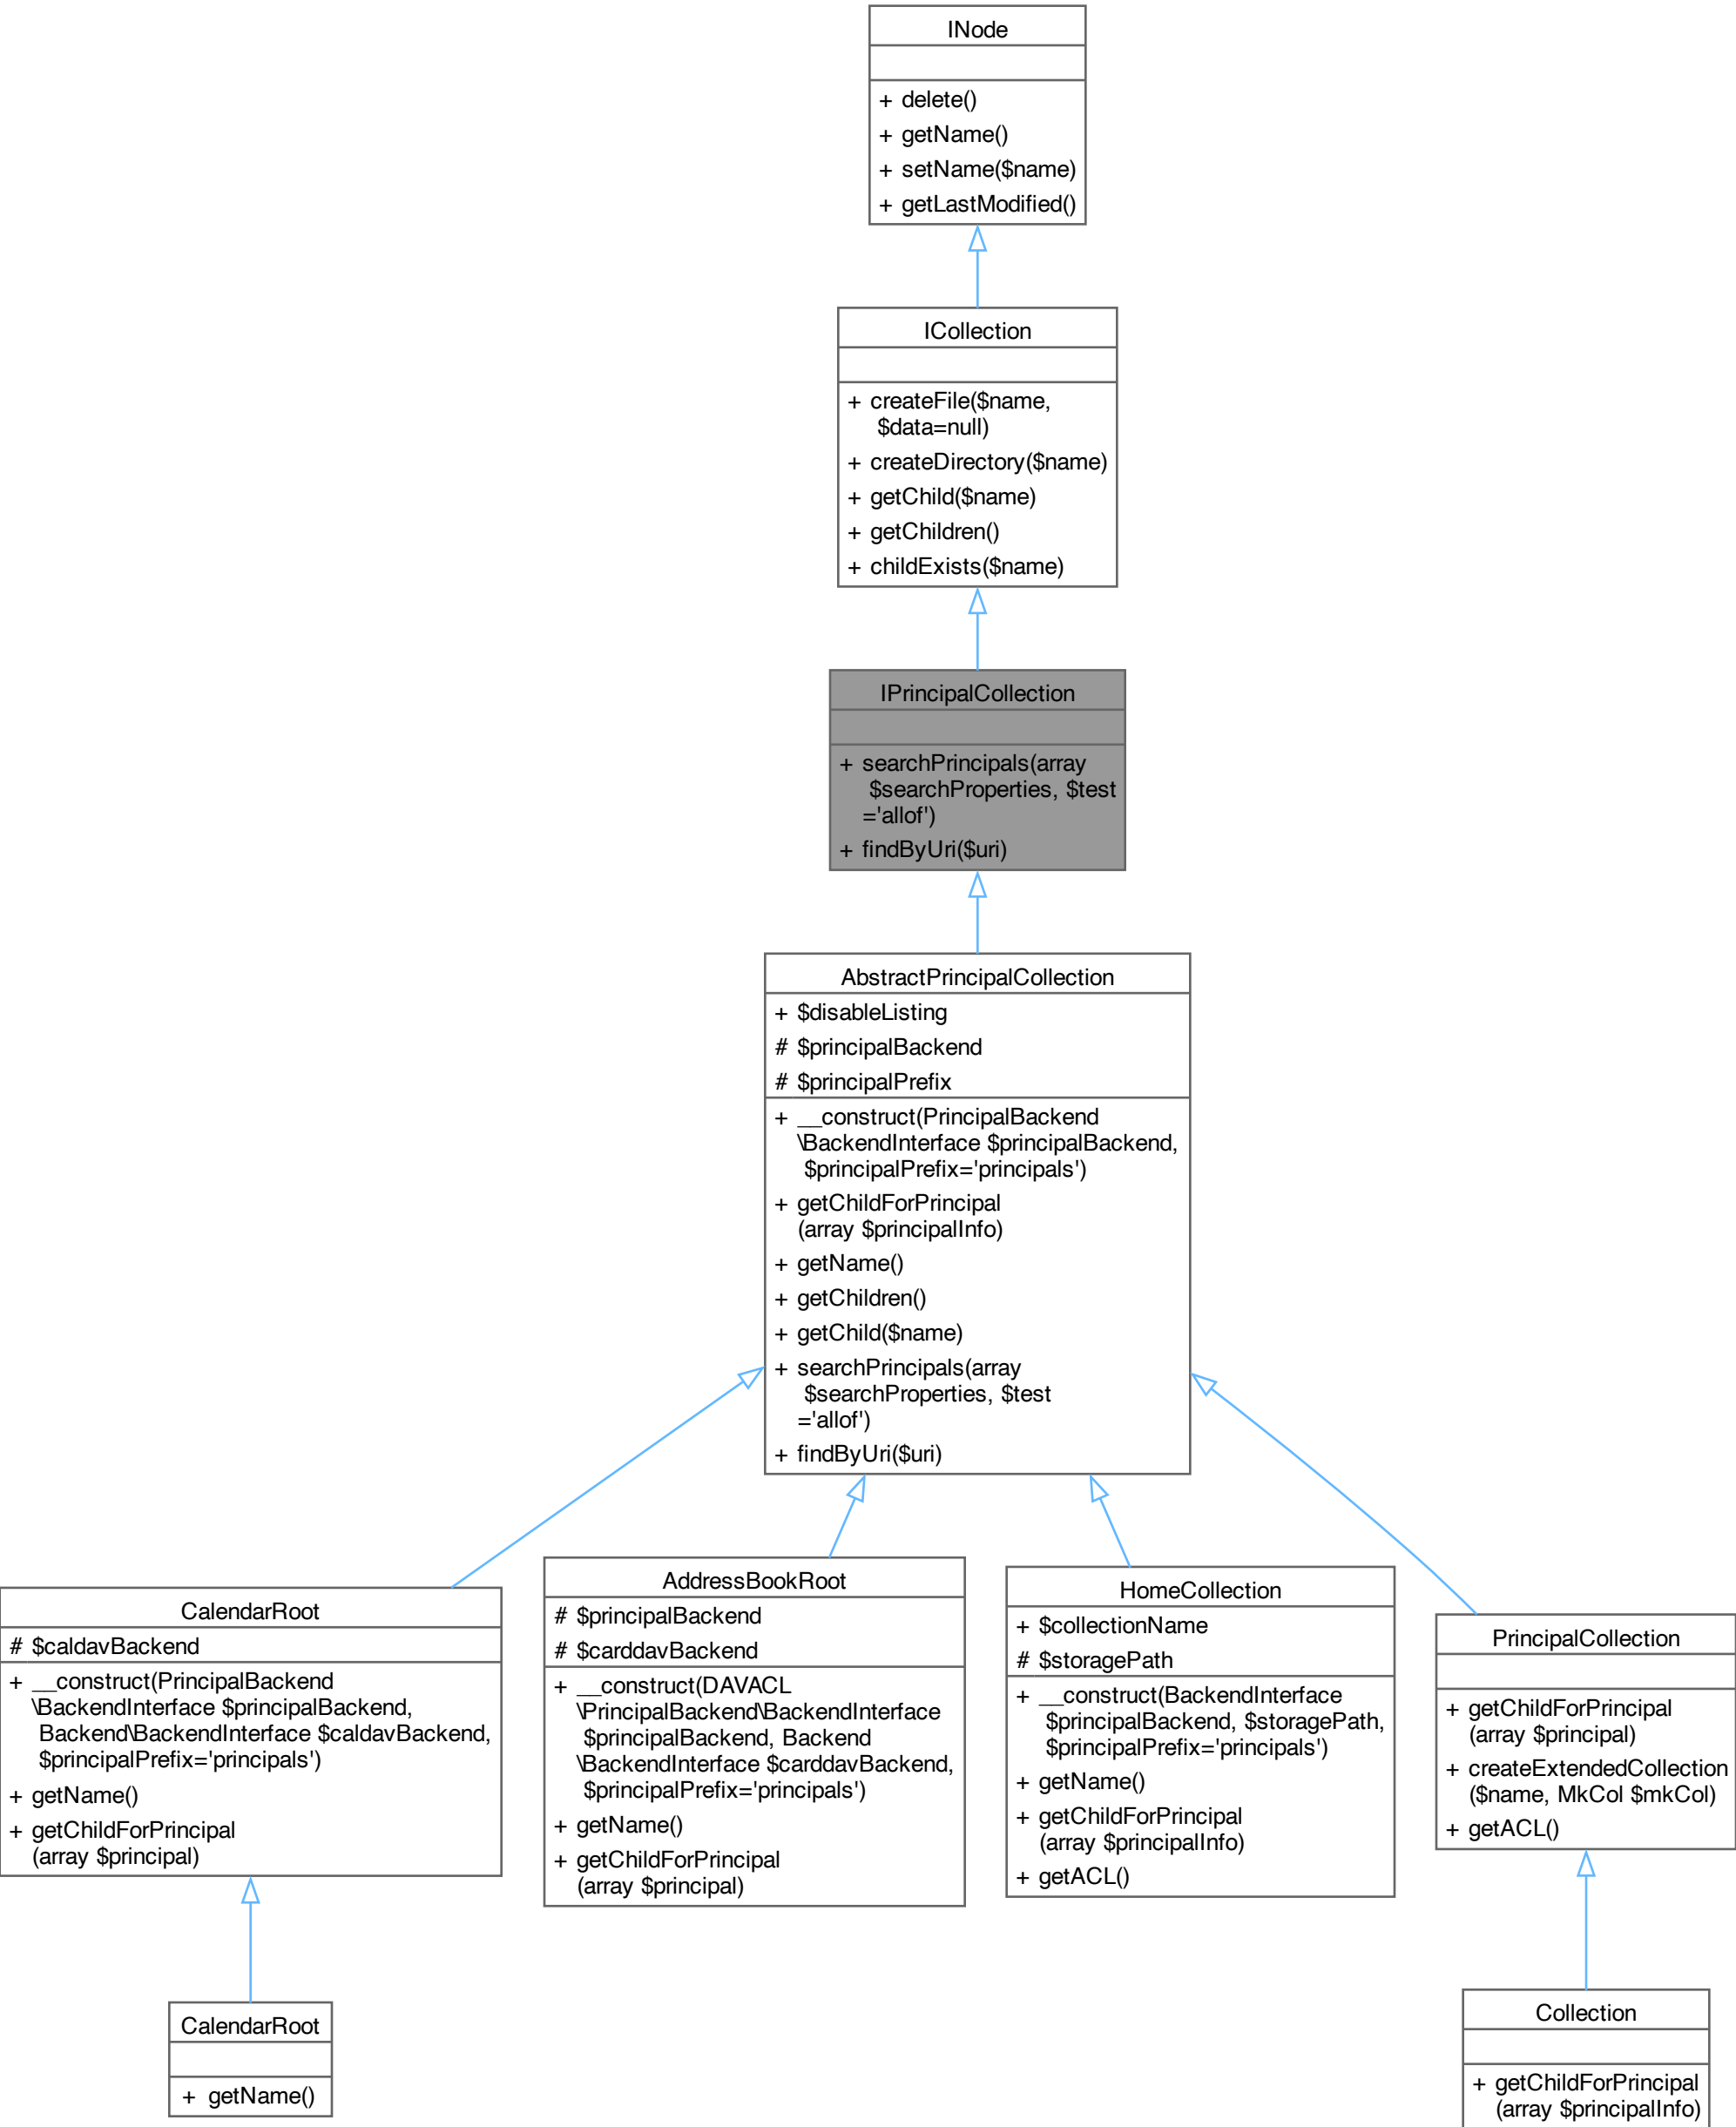 INode
+ delete()
+ getName()
+ setName($name)
+ getLastModified()
ICollection
+ createFile($name,
$data=null)
+ createDirectory($name)
+ getChild($name)
+ getChildren()
+ childExists($name)
IPrincipalCollection
+ searchPrincipals(array
$searchProperties, $test
='allof')
+ findByUri($uri)
AbstractPrincipalCollection
+ $disableListing
# $principalBackend
# $principalPrefix
+ __construct(PrincipalBackend
\BackendInterface $principalBackend,
$principalPrefix='principals')
+ getChildForPrincipal
(array $principalInfo)
+ getName()
+ getChildren()
+ getChild($name)
+ searchPrincipals(array
$searchProperties, $test
='allof')
+ findByUri($uri)
CalendarRoot
# $caldavBackend
+ __construct(PrincipalBackend
\BackendInterface $principalBackend,
Backend\BackendInterface $caldavBackend,
$principalPrefix='principals')
+ getName()
+ getChildForPrincipal
(array $principal)
AddressBookRoot
# $principalBackend
# $carddavBackend
+ __construct(DAVACL
\PrincipalBackend\BackendInterface
$principalBackend, Backend
\BackendInterface $carddavBackend,
$principalPrefix='principals')
+ getName()
+ getChildForPrincipal
(array $principal)
HomeCollection
+ $collectionName
# $storagePath
+ __construct(BackendInterface
$principalBackend, $storagePath,
$principalPrefix='principals')
+ getName()
+ getChildForPrincipal
(array $principalInfo)
+ getACL()
PrincipalCollection
+ getChildForPrincipal
(array $principal)
+ createExtendedCollection
($name, MkCol $mkCol)
+ getACL()
CalendarRoot
+ getName()
Collection
+ getChildForPrincipal
(array $principalInfo)